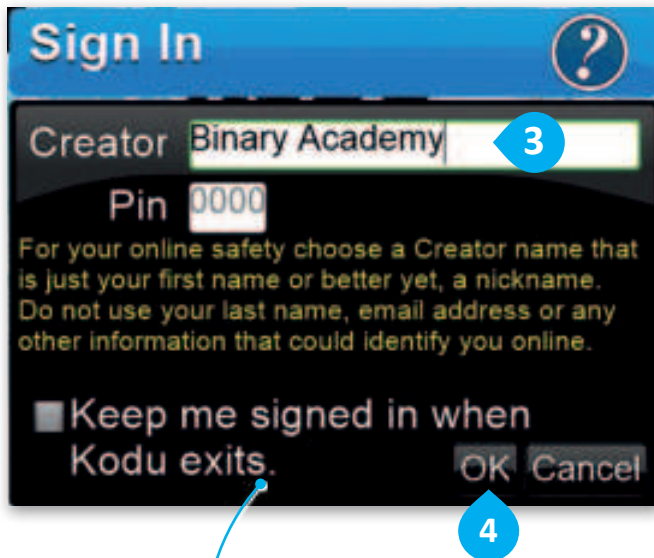 Sign In
?
Creator Binary Academy 3
Pin 0000
For your online safety choose a Creator name that
is just your first name or better yet, a nickname.
Do not use your last name, email address or any
other information that could identify you online.
Keep me signed in when
Kodu exits.
OK Cancel
4